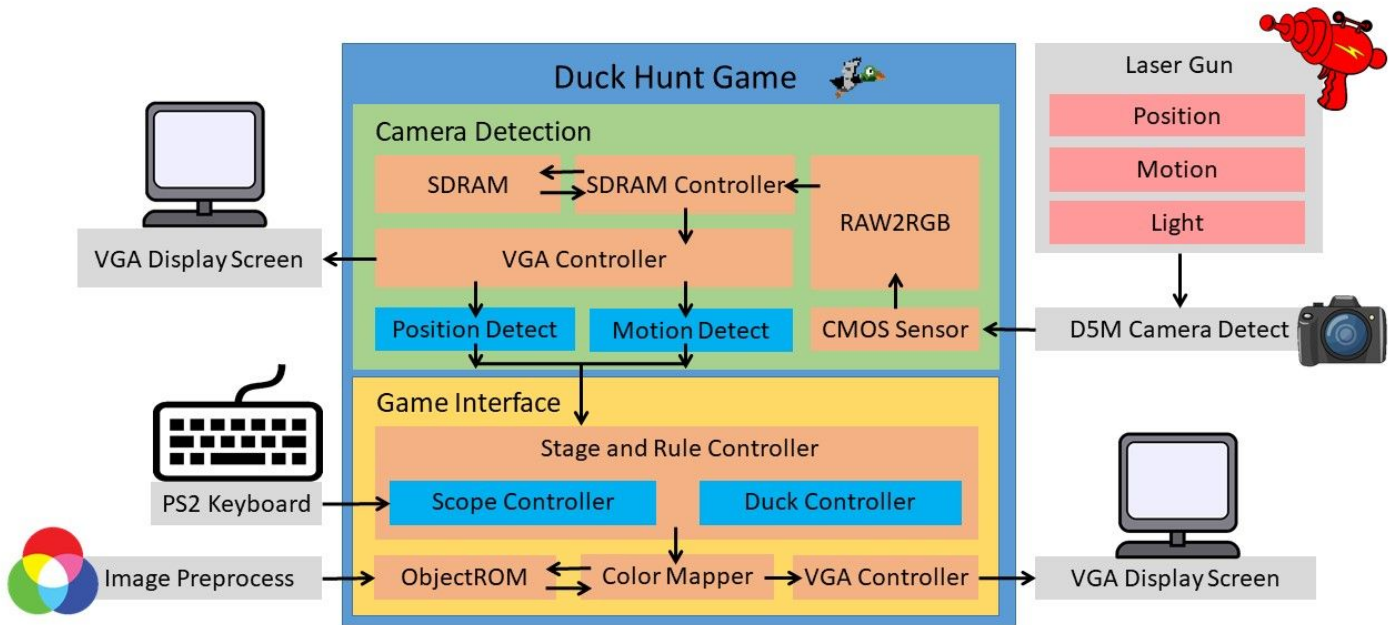 Duck Hunt Game
Camera Detection
SDRAM
SDRAM Controller
RAW2RGB
VGA Controller
Position Detect
Motion Detect
CMOS Sensor
Laser Gun
Position
Motion
Light
D5M Camera Detect
VGA Display Screen
Game Interface
Stage and Rule Controller
Scope Controller
Duck Controller
PS2 Keyboard
Image Preprocess
ObjectROM
Color Mapper
VGA Controller
VGA Display Screen